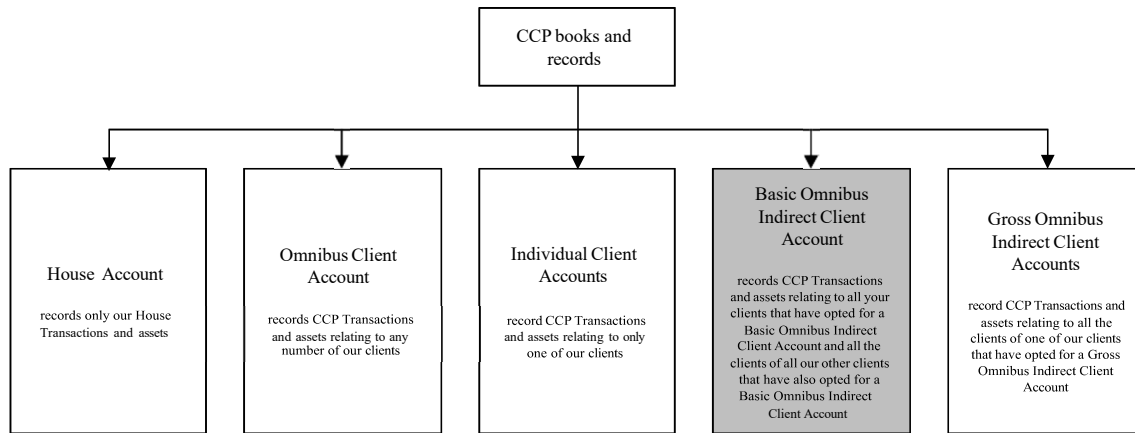 CCP books and
records
House Account
records only our House
Transactions and assets
Omnibus Client
Account
records CCP Transactions
and assets relating to any
number of our clients
Individual Client
Accounts
record CCP Transactions
and assets relating to only
one of our clients
Basic Omnibus
Indirect Client
Account
records CCP Transactions
and assets relating to all your
clients that have opted for a
Basic Omnibus Indirect
Client Account and all the
clients of all our other clients
that have also opted for a
Basic Omnibus Indirect
Client Account
Gross Omnibus
Indirect Client
Accounts
record CCP Transactions and
assets relating to all the
clients of one of our clients
that have opted for a Gross
Omnibus Indirect Client
Account